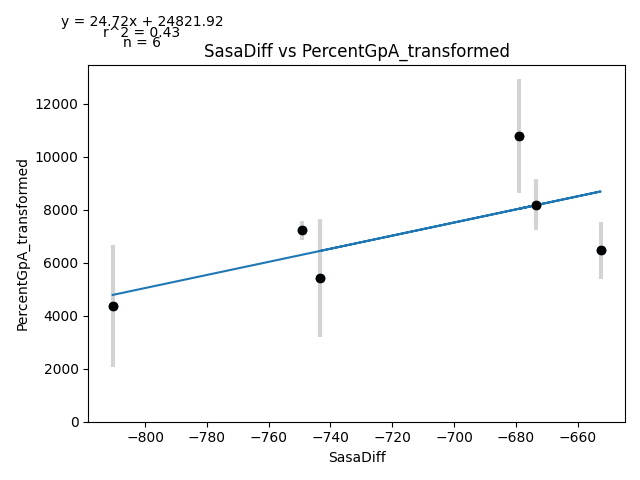 y = 24.72x + 24821.92
r^2 = 0.43
n = 6
SasaDiff vs PercentGpA_transformed
PercentGpA_transformed
12000
10000
8000
6000
4000
2000
0
−800
−780
−760
−740
−720
−700
−680
−660
SasaDiff